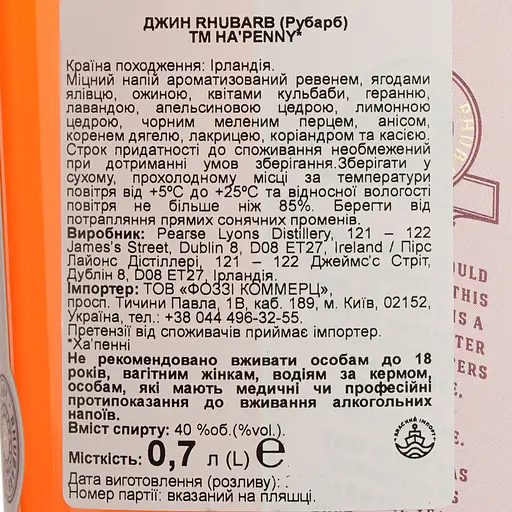 ДЖИН RHUBARB (Рубарб)
ТМ HA'PENNY*
Країна походження: Ірландія.
Міцний напій ароматизований ревенем, ягодами
ялівцю, ожиною, квітами кульбаби, геранню,
лавандою, апельсиновою цедрою, лимонною
цедрою, чорним меленим перцем, анісом,
коренем дягелю, лакрицею, коріандром та касією.
Строк придатності до споживання необмежений
при дотриманні умов зберігання.Зберігати у
сухому, прохолодному місці за температури
повітря від +5ºС до +25ºС та відносної вологості
повітря не більше ніж 85%. Берегти від
потрапляння прямих сонячних променів.
Виробник: Pearse Lyons Distillery, 121 – 122
James's Street, Dublin 8, D08 ET27, Ireland / Пірс
Лайонс Дістіллері, 121 – 122 Джеймс'с Стріт,
Дублін 8, D08 ET27, Ірландія.
Імпортер: ТОВ «ФОЗЗІ КОММЕРЦ»,
просп. Тичини Павла, 1В, каб. 189, м. Київ, 02152,
Україна, тел.: +38 044 496-32-55.
Претензії від споживачів приймає імпортер.
*Ха'пенні
Не рекомендовано вживати особам до 18
років, вагітним жінкам, водіям за кермом,
особам, які мають медичні чи професійні
протипоказання до вживання алкогольних
напоїв.
Вміст спирту: 40 %об.(%vol.).
Місткість: 0,7 л (L) e
Дата виготовлення (розливу):
Номер партії: вказаний на пляшці.
ВЛАСНИЙ ІМПОРТ
OULD
THIS
IS A
TER
TERS
E.
E.
AS